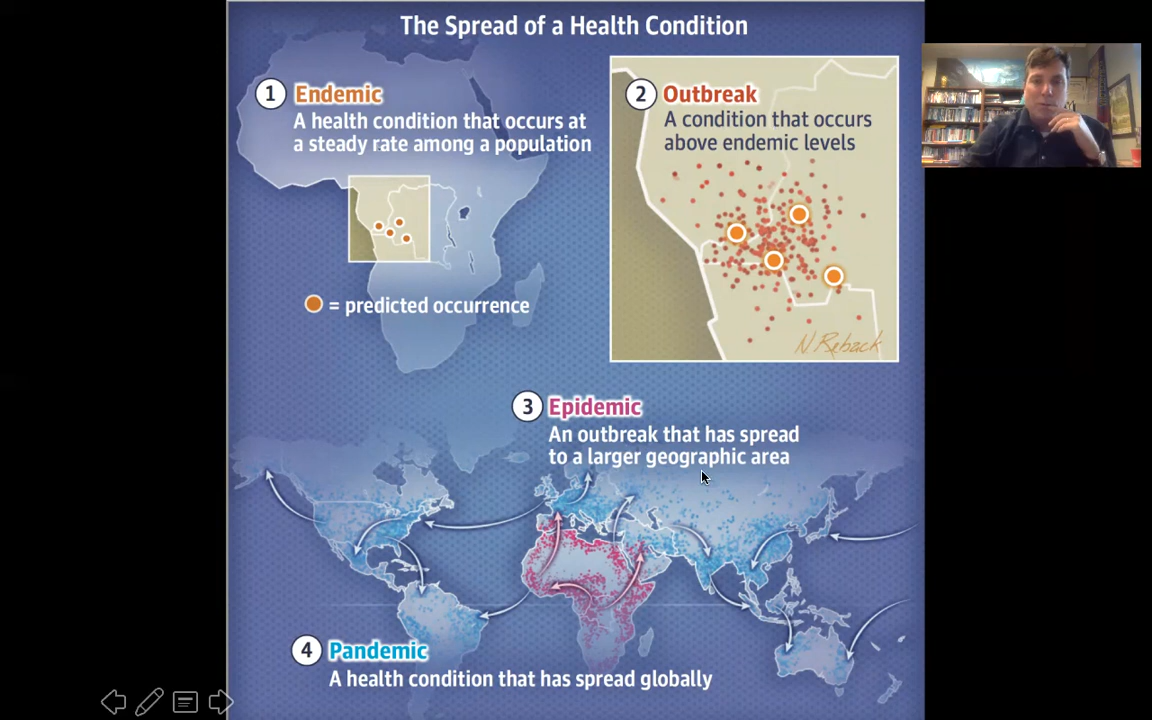 The Spread of a Health Condition
1
Endemic
A health condition that occurs at
a steady rate among a population
= predicted occurrence
2
Outbreak
A condition that occurs
above endemic levels
N. Reback
3
Epidemic
An outbreak that has spread
to a larger geographic area
4
Pandemic
A health condition that has spread globally